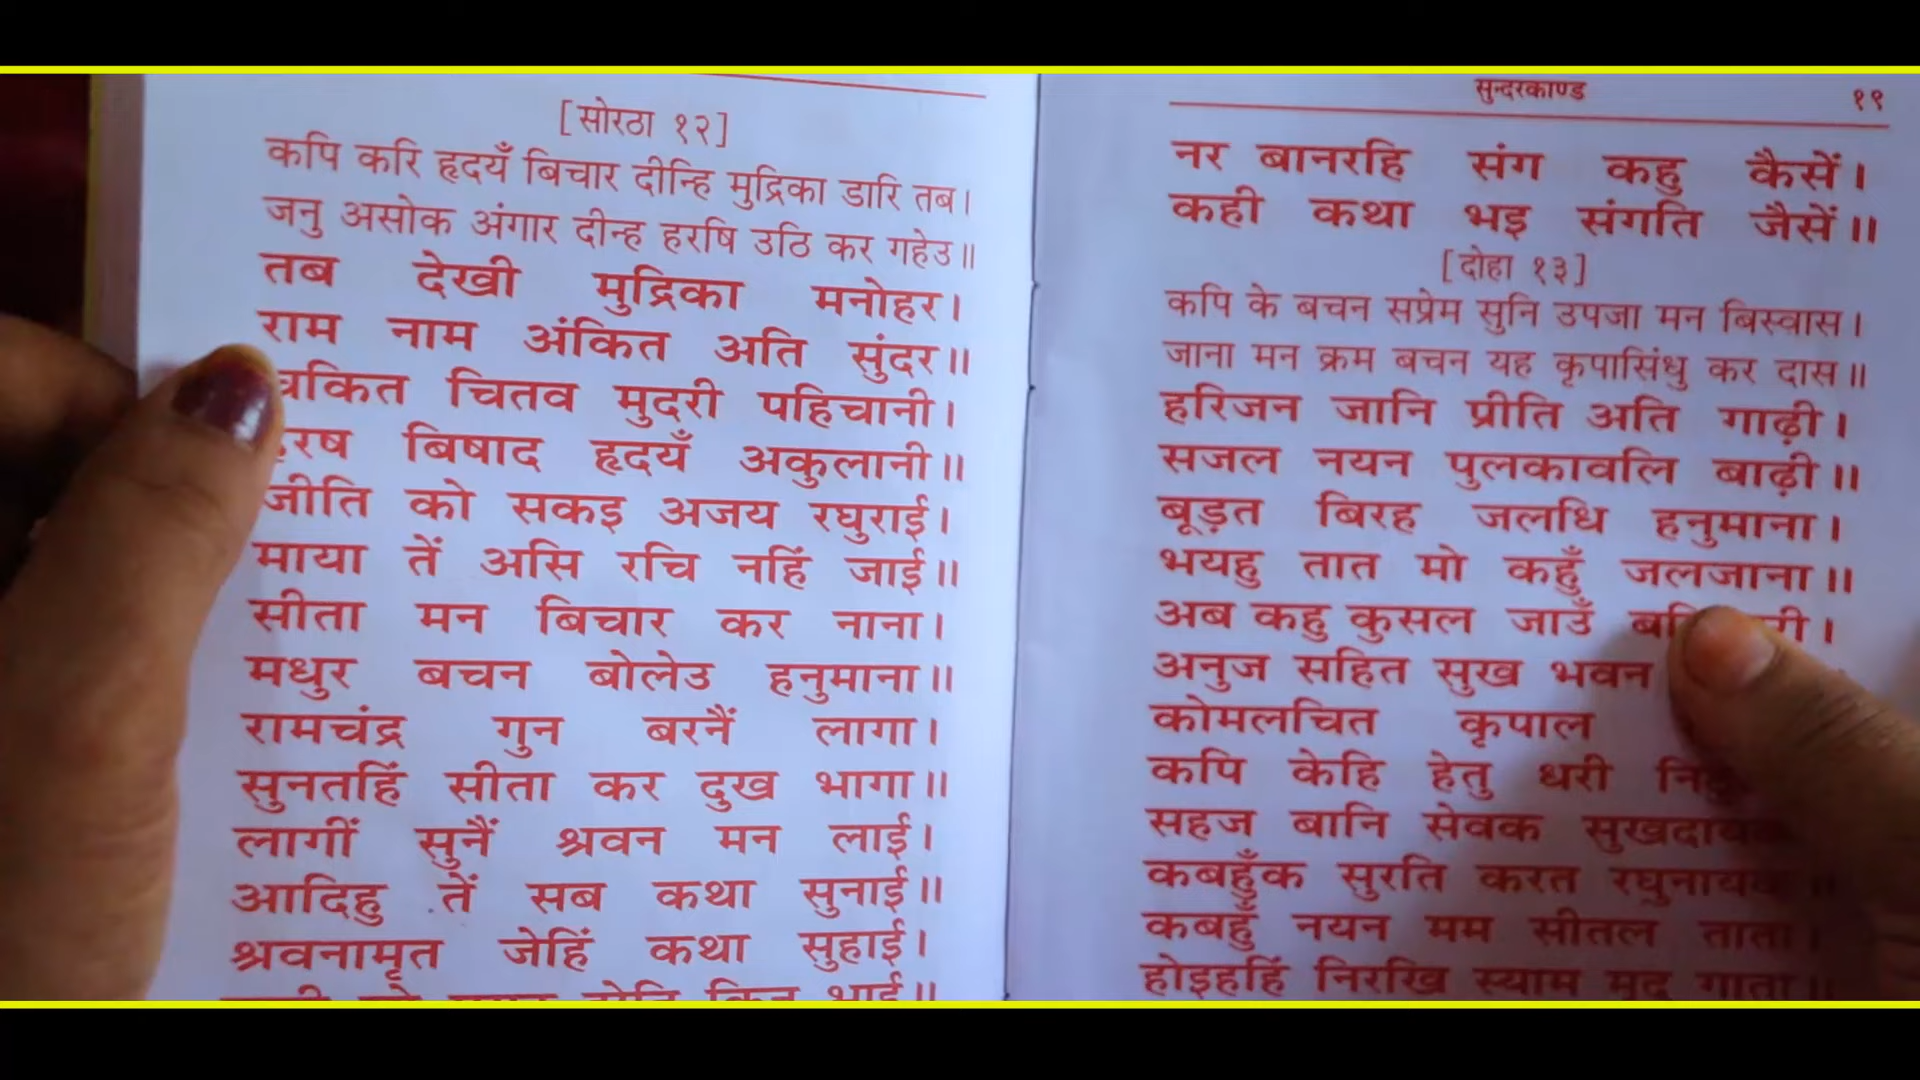 [सोरठा १२]
कपि करि हृदयँ बिचार दीन्हि मुद्रिका डारि तब।
जनु असोक अंगार दीन्ह हरषि उठि कर गहेउ॥
तब देखी मुद्रिका मनोहर।
राम नाम अंकित अति सुंदर॥
चकित चितव मुदरी पहिचानी।
हरष बिषाद हृदयँ अकुलानी॥
जीति को सकइ अजय रघुराई।
माया तें असि रचि नहिं जाई॥
सीता मन बिचार कर नाना।
मधुर बचन बोलेउ हनुमाना॥
रामचंद्र गुन बरनैं लागा।
सुनतहिं सीता कर दुख भागा॥
लागीं सुनैं श्रवन मन लाई।
आदिहु तें सब कथा सुनाई॥
श्रवनामृत जेहिं कथा सुहाई।
भाई॥
सुन्दरकाण्ड १९
नर बानरहि संग कहु कैसें।
कही कथा भइ संगति जैसें॥
[दोहा १३]
कपि के बचन सप्रेम सुनि उपजा मन बिस्वास।
जाना मन क्रम बचन यह कृपासिंधु कर दास॥
हरिजन जानि प्रीति अति गाढ़ी।
सजल नयन पुलकावलि बाढ़ी॥
बूड़त बिरह जलधि हनुमाना।
भयहु तात मो कहुँ जलजाना॥
अब कहु कुसल जाउँ
अनुज सहित सुख भवन
कोमलचित कृपाल
कपि केहि हेतु धरी
सहज बानि सेवक सुखदायक
कबहुँक सुरति करत रघुनायक॥
कबहुँ नयन मम सीतल ताता।
होइहहिं निरखि स्याम मृदु गाता॥